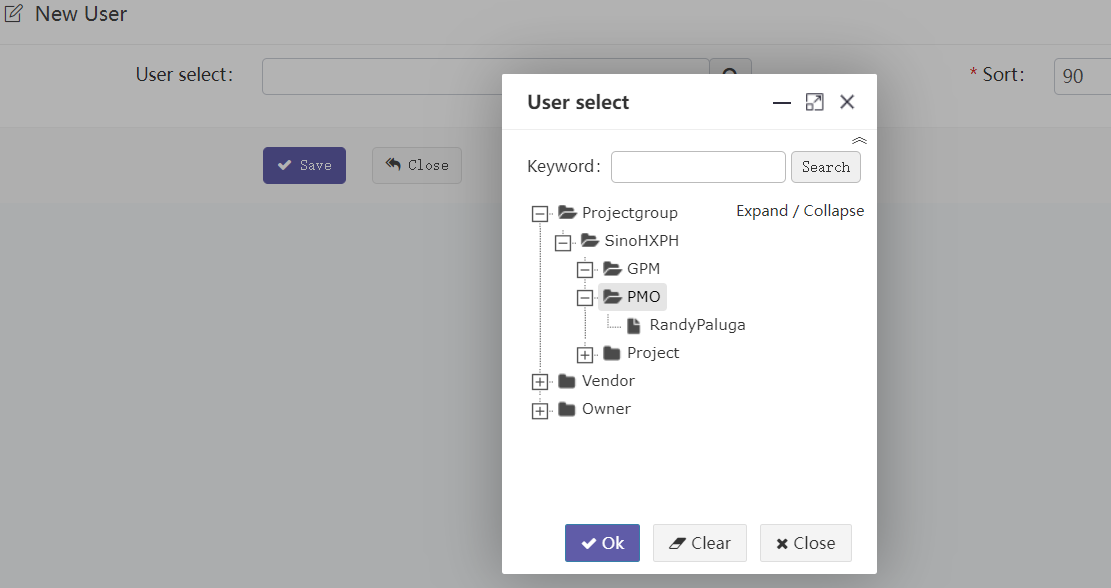 New User
User select: * Sort: 90
Save Close
User select
Keyword: Search
Expand / Collapse
Projectgroup
SinoHXPH
GPM
PMO
RandyPaluga
Project
Vendor
Owner
Ok Clear Close